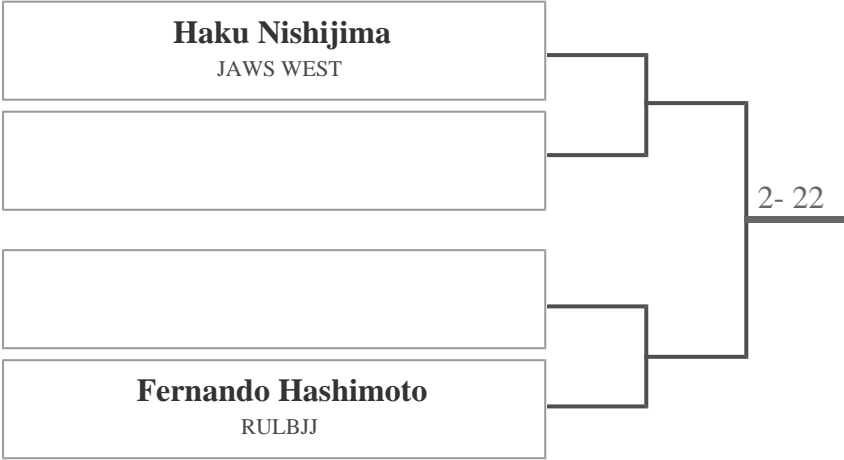 Haku Nishijima
JAWS WEST
2- 22
Fernando Hashimoto
RULBJJ